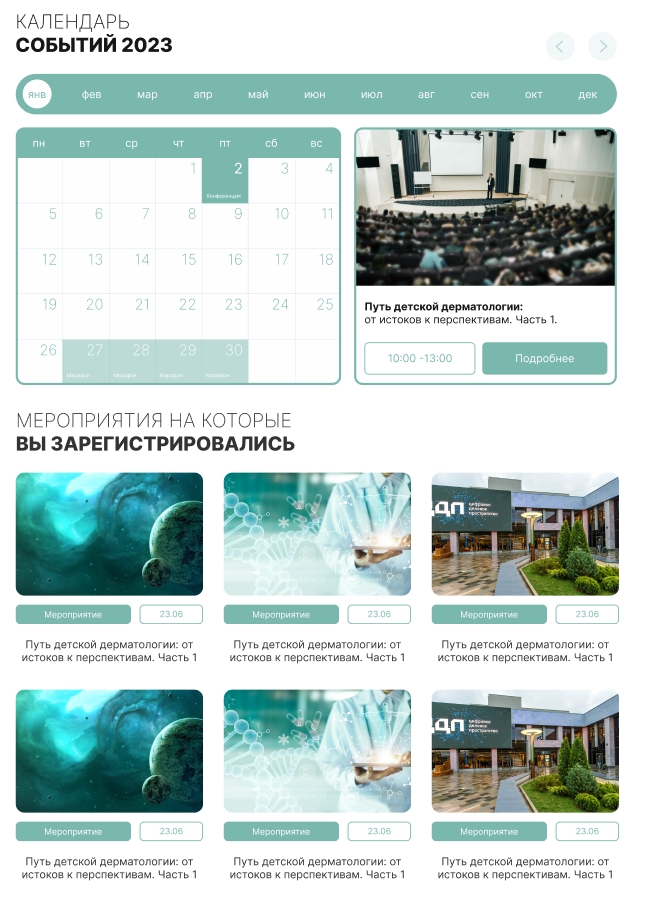 КАЛЕНДАРЬ
СОБЫТИЙ 2023
янв фев мар апр май июн июл авг сен окт дек
пн вт ср чт пт сб вс
1 2 3 4
Конференция
5 6 7 8 9 10 11
12 13 14 15 16 17 18
19 20 21 22 23 24 25
26 27 28 29 30
Марафон Марафон Марафон Марафон
Путь детской дерматологии:
от истоков к перспективам. Часть 1.
10:00 -13:00 Подробнее
МЕРОПРИЯТИЯ НА КОТОРЫЕ
ВЫ ЗАРЕГИСТРИРОВАЛИСЬ
цифровое
деловое
пространство
Мероприятие 23.06 Мероприятие 23.06 Мероприятие 23.06
Путь детской дерматологии: от Путь детской дерматологии: от Путь детской дерматологии: от
истоков к перспективам. Часть 1 истоков к перспективам. Часть 1 истоков к перспективам. Часть 1
цифровое
деловое
пространство
Мероприятие 23.06 Мероприятие 23.06 Мероприятие 23.06
Путь детской дерматологии: от Путь детской дерматологии: от Путь детской дерматологии: от
истоков к перспективам. Часть 1 истоков к перспективам. Часть 1 истоков к перспективам. Часть 1